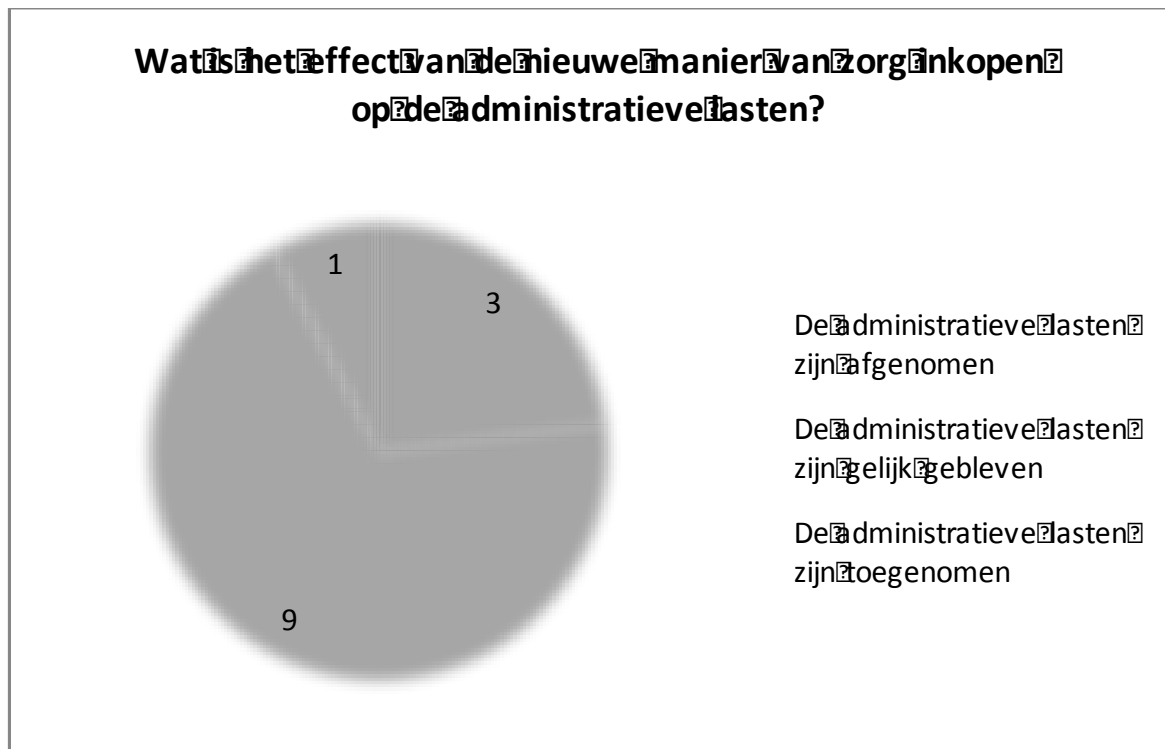 Wat is het effect van de nieuwe manier van zorg inkopen
op de administratieve lasten?
1
3
9
De administratieve lasten
zijn afgenomen
De administratieve lasten
zijn gelijk gebleven
De administratieve lasten
zijn toegenomen